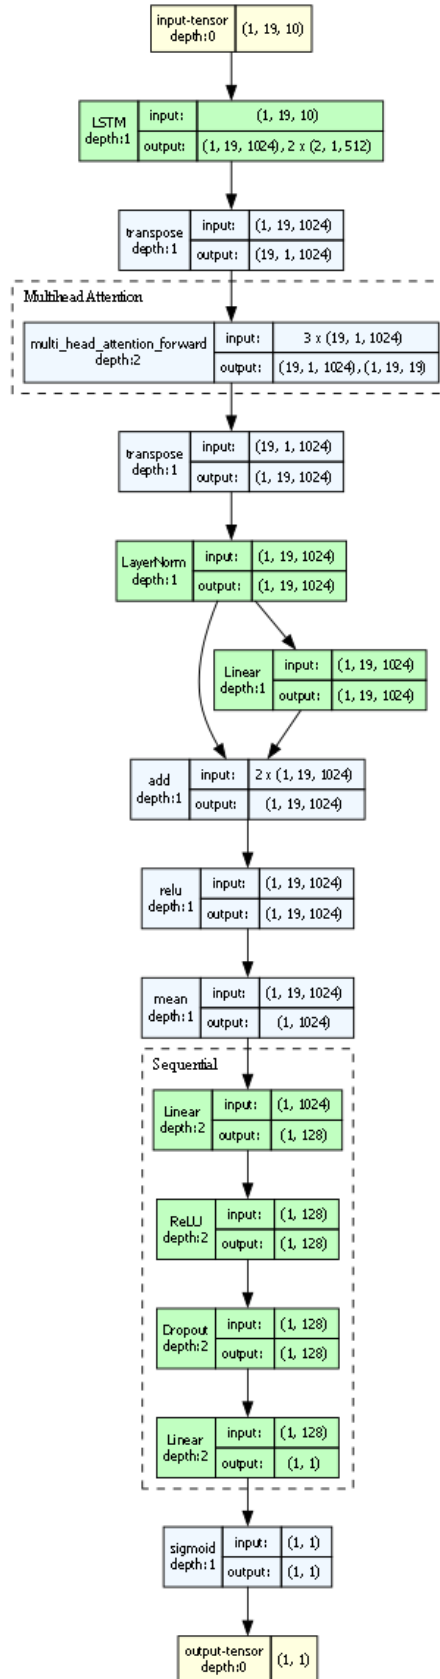 input-tensor
depth:0
(1, 19, 10)
LSTM
depth:1
input:
(1, 19, 10)
output:
(1, 19, 1024), 2 x (2, 1, 512)
transpose
depth:1
input:
(1, 19, 1024)
output:
(19, 1, 1024)
Multihead Attention
multi_head_attention_forward
depth:2
input:
3 x (19, 1, 1024)
output:
(19, 1, 1024), (1, 19, 19)
transpose
depth:1
input:
(19, 1, 1024)
output:
(1, 19, 1024)
LayerNorm
depth:1
input:
(1, 19, 1024)
output:
(1, 19, 1024)
Linear
depth:1
input:
(1, 19, 1024)
output:
(1, 19, 1024)
add
depth:1
input:
2 x (1, 19, 1024)
output:
(1, 19, 1024)
relu
depth:1
input:
(1, 19, 1024)
output:
(1, 19, 1024)
mean
depth:1
input:
(1, 19, 1024)
output:
(1, 1024)
Sequential
Linear
depth:2
input:
(1, 1024)
output:
(1, 128)
ReLU
depth:2
input:
(1, 128)
output:
(1, 128)
Dropout
depth:2
input:
(1, 128)
output:
(1, 128)
Linear
depth:2
input:
(1, 128)
output:
(1, 1)
sigmoid
depth:1
input:
(1, 1)
output:
(1, 1)
output-tensor
depth:0
(1, 1)